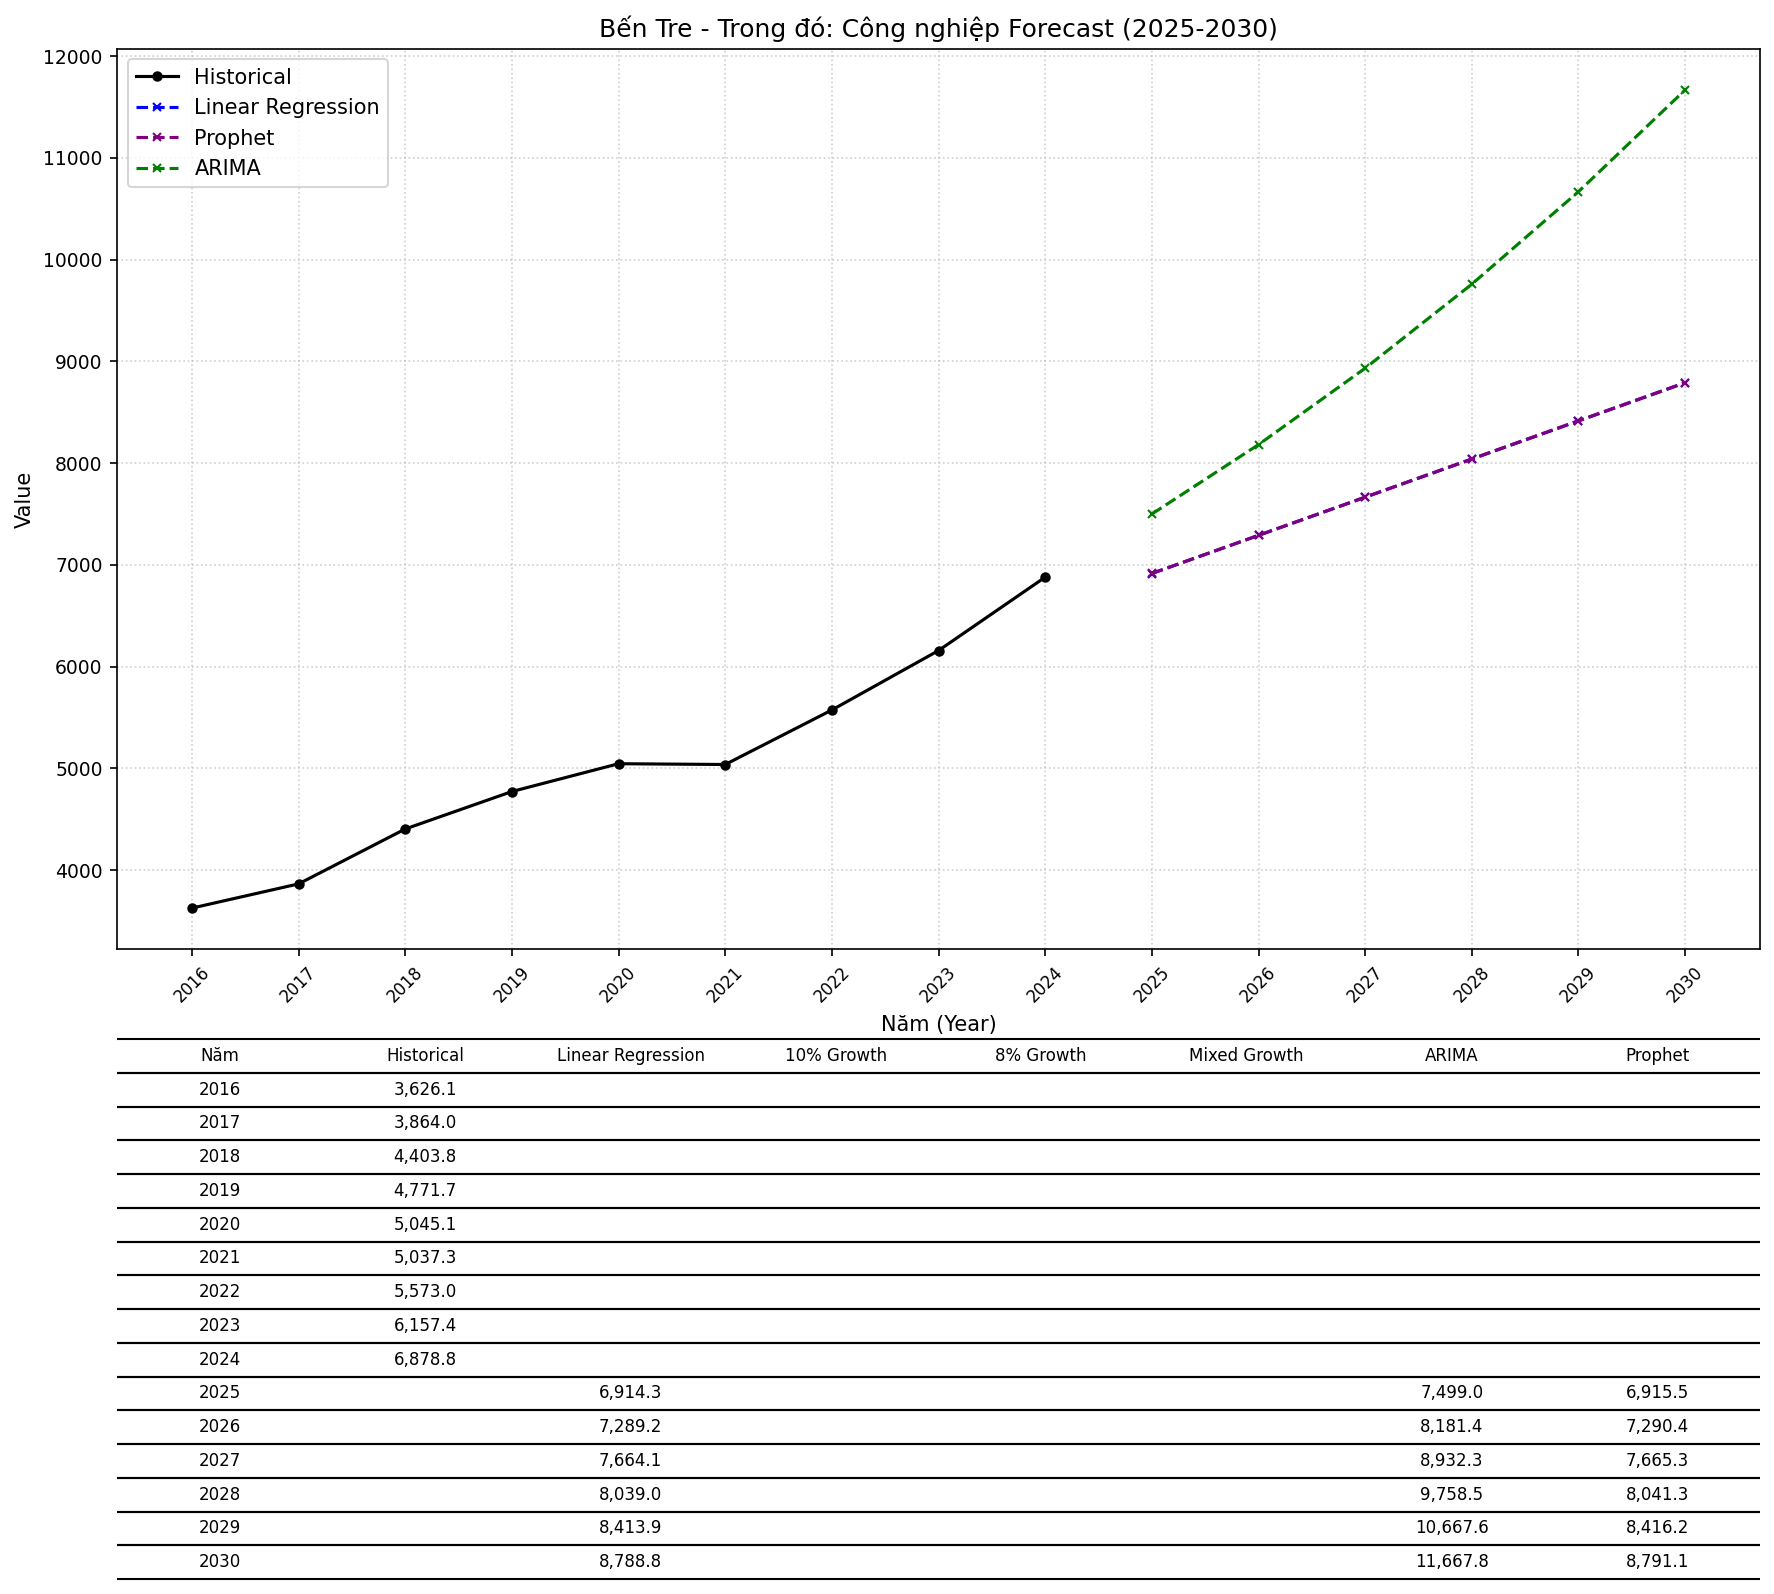 Bến Tre - Trong đó: Công nghiệp Forecast (2025-2030)
Historical
Linear Regression
Prophet
ARIMA
12000
11000
10000
9000
8000
7000
6000
5000
4000
Value
2016 2017 2018 2019 2020 2021 2022 2023 2024 2025 2026 2027 2028 2029 2030
Năm (Year)
Năm Historical Linear Regression 10% Growth 8% Growth Mixed Growth ARIMA Prophet
2016 3,626.1
2017 3,864.0
2018 4,403.8
2019 4,771.7
2020 5,045.1
2021 5,037.3
2022 5,573.0
2023 6,157.4
2024 6,878.8
2025 6,914.3 7,499.0 6,915.5
2026 7,289.2 8,181.4 7,290.4
2027 7,664.1 8,932.3 7,665.3
2028 8,039.0 9,758.5 8,041.3
2029 8,413.9 10,667.6 8,416.2
2030 8,788.8 11,667.8 8,791.1